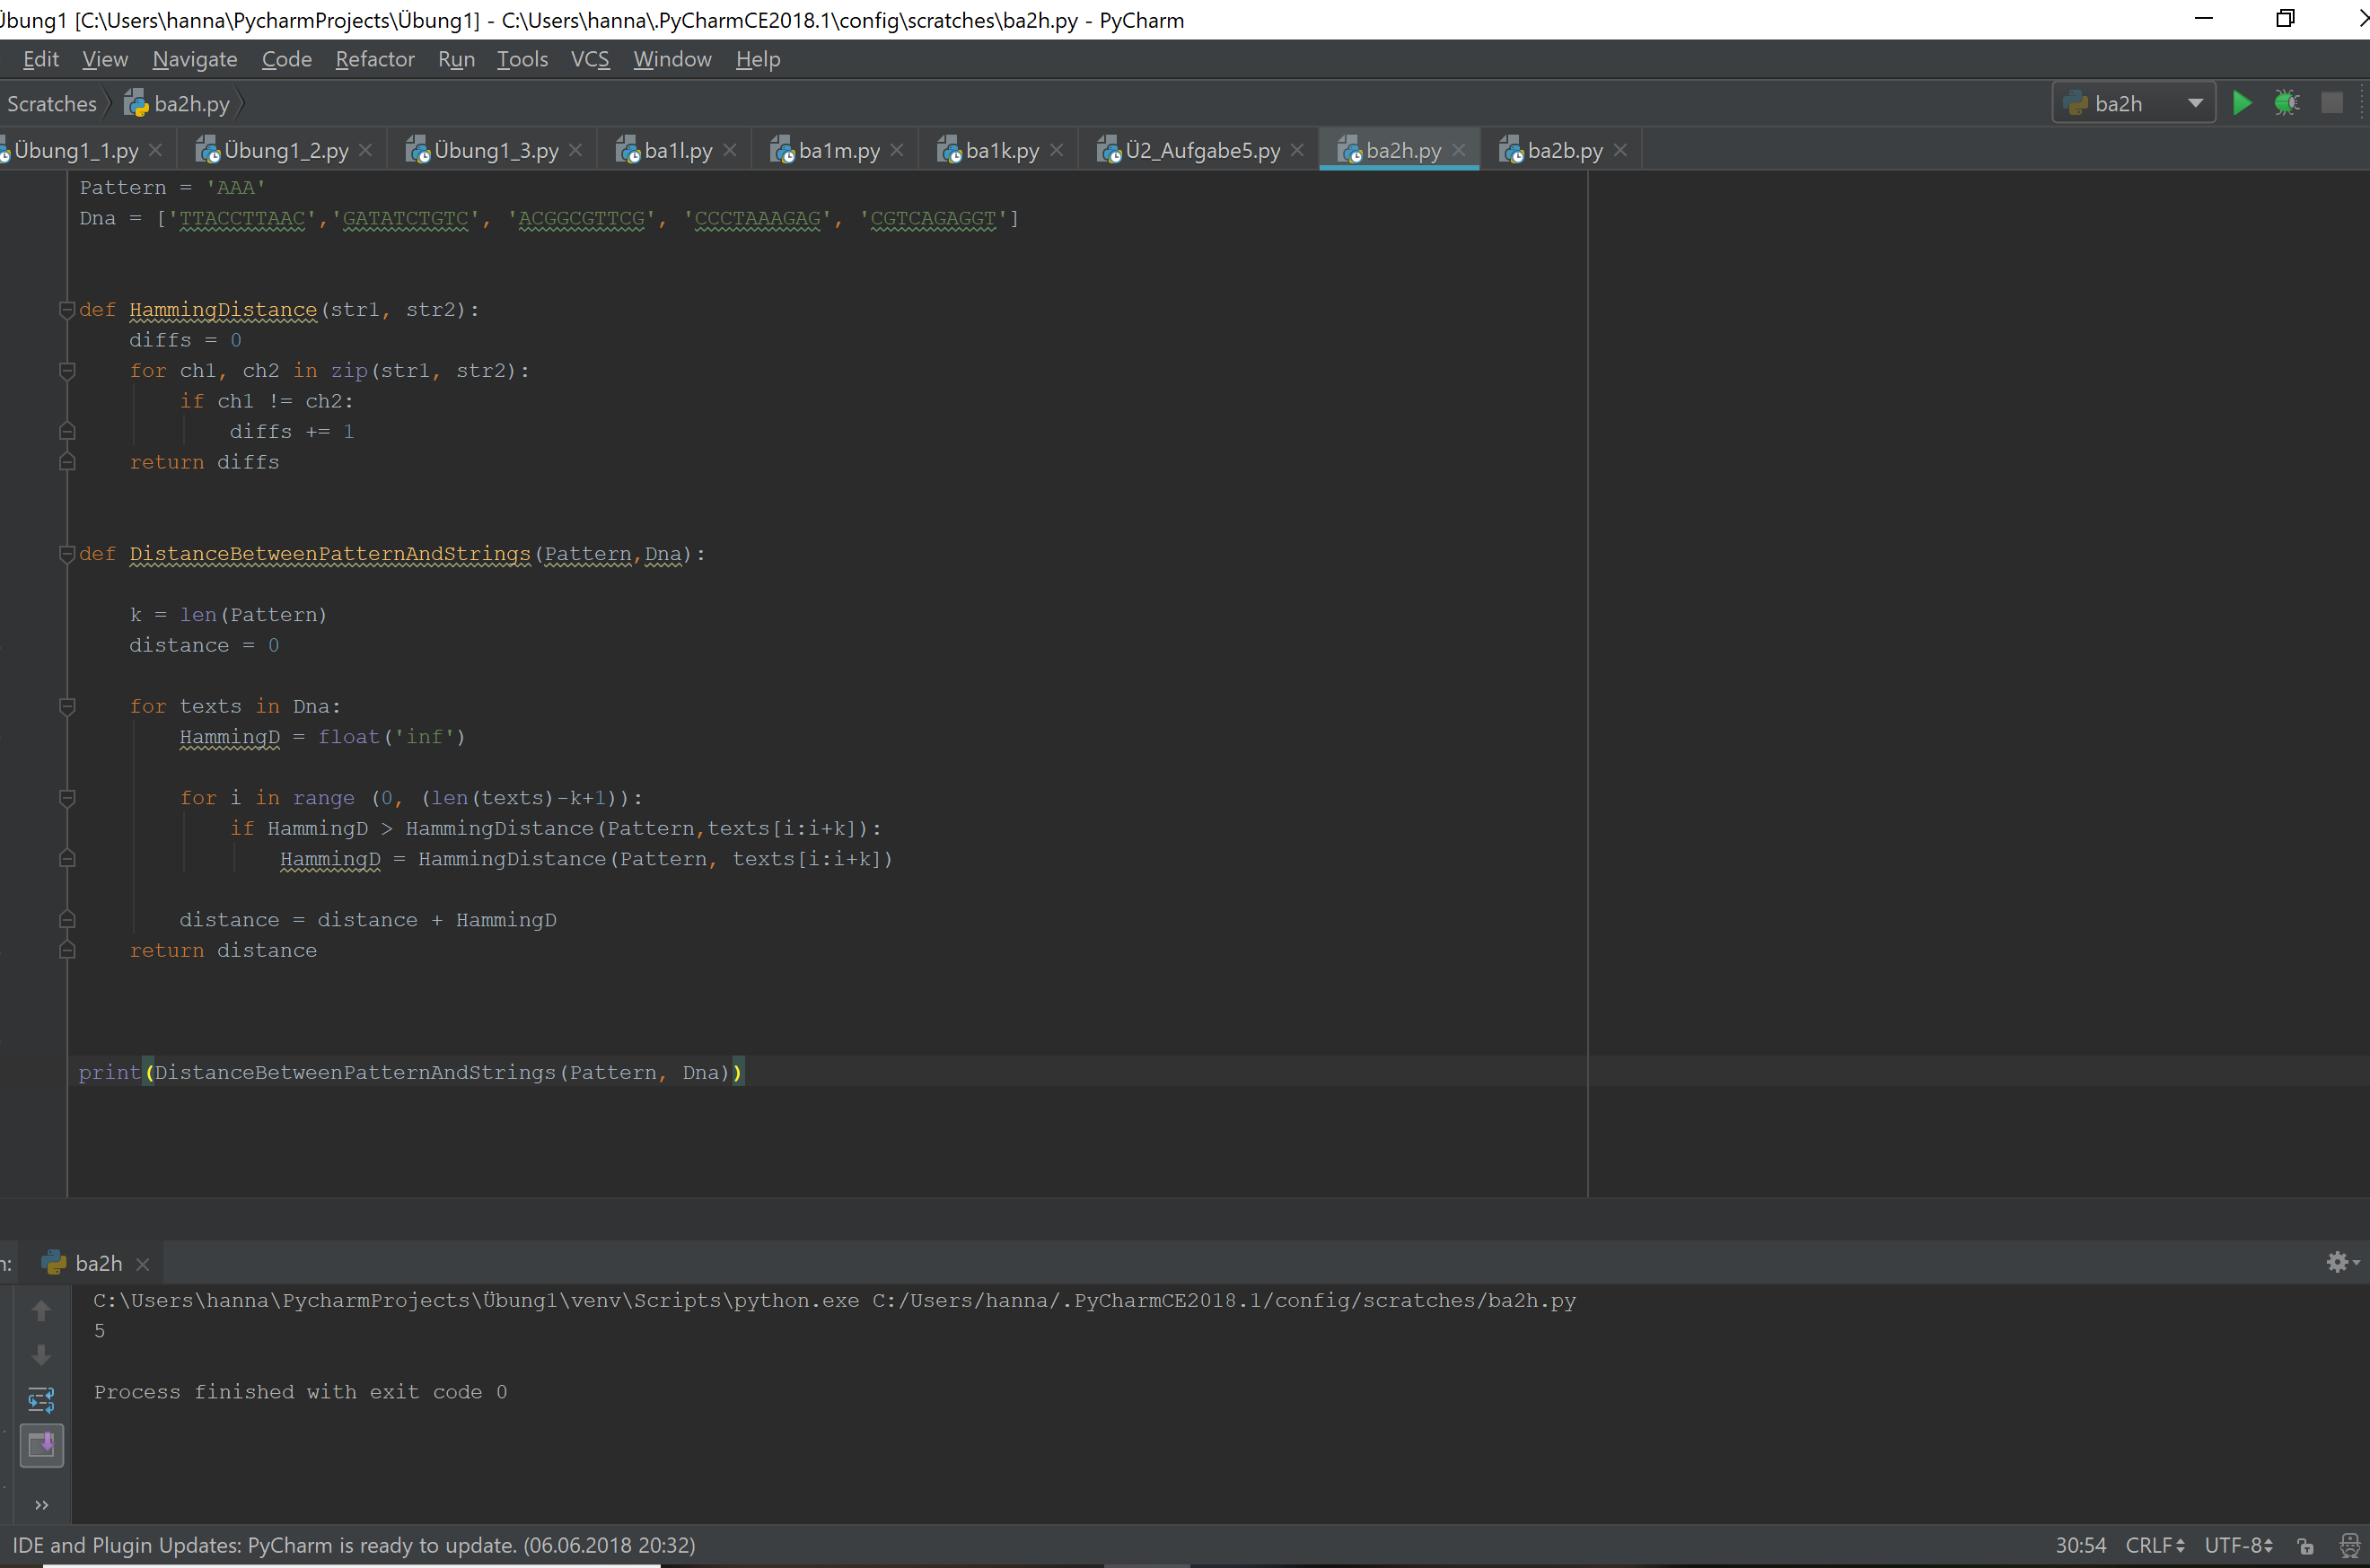 Übung1 [C:\Users\hanna\PycharmProjects\Übung1] - C:\Users\hanna\.PyCharmCE2018.1\config\scratches\ba2h.py - PyCharm
Edit View Navigate Code Refactor Run Tools VCS Window Help
Scratches ba2h.py ba2h
Übung1_1.py Übung1_2.py Übung1_3.py ba1l.py ba1m.py ba1k.py Ü2_Aufgabe5.py ba2h.py ba2b.py
Pattern = 'AAA'
Dna = ['TTACCTTAAC','GATATCTGTC', 'ACGGCGTTCG', 'CCCTAAAGAG', 'CGTCAGAGGT']
def HammingDistance(str1, str2):
diffs = 0
for ch1, ch2 in zip(str1, str2):
if ch1 != ch2:
diffs += 1
return diffs
def DistanceBetweenPatternAndStrings(Pattern,Dna):
k = len(Pattern)
distance = 0
for texts in Dna:
HammingD = float('inf')
for i in range (0, (len(texts)-k+1)):
if HammingD > HammingDistance(Pattern,texts[i:i+k]):
HammingD = HammingDistance(Pattern, texts[i:i+k])
distance = distance + HammingD
return distance
print(DistanceBetweenPatternAndStrings(Pattern, Dna))
n: ba2h
C:\Users\hanna\PycharmProjects\Übung1\venv\Scripts\python.exe C:/Users/hanna/.PyCharmCE2018.1/config/scratches/ba2h.py
5
Process finished with exit code 0
IDE and Plugin Updates: PyCharm is ready to update. (06.06.2018 20:32) 30:54 CRLF UTF-8